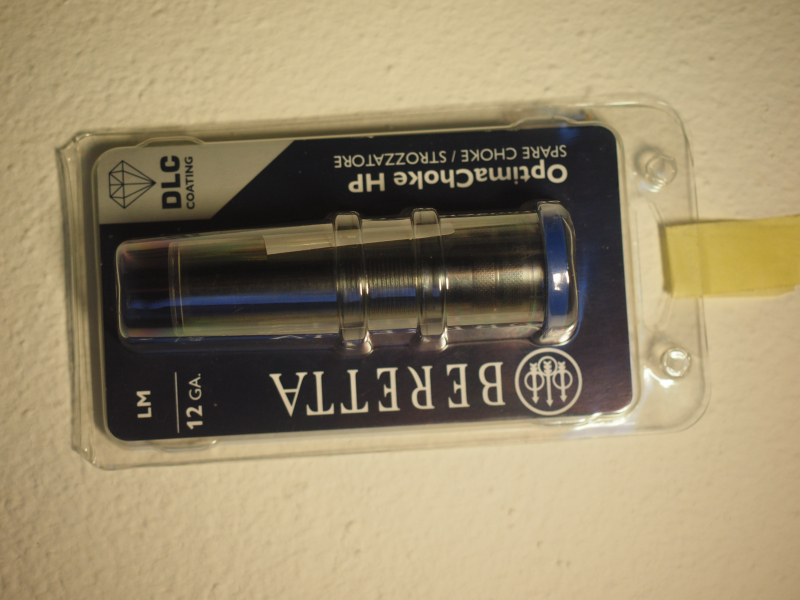 OptimaChoke HP
SPARE CHOKE / STROZZATORE
DLC
COATING
BERETTA
LM
12 GA.